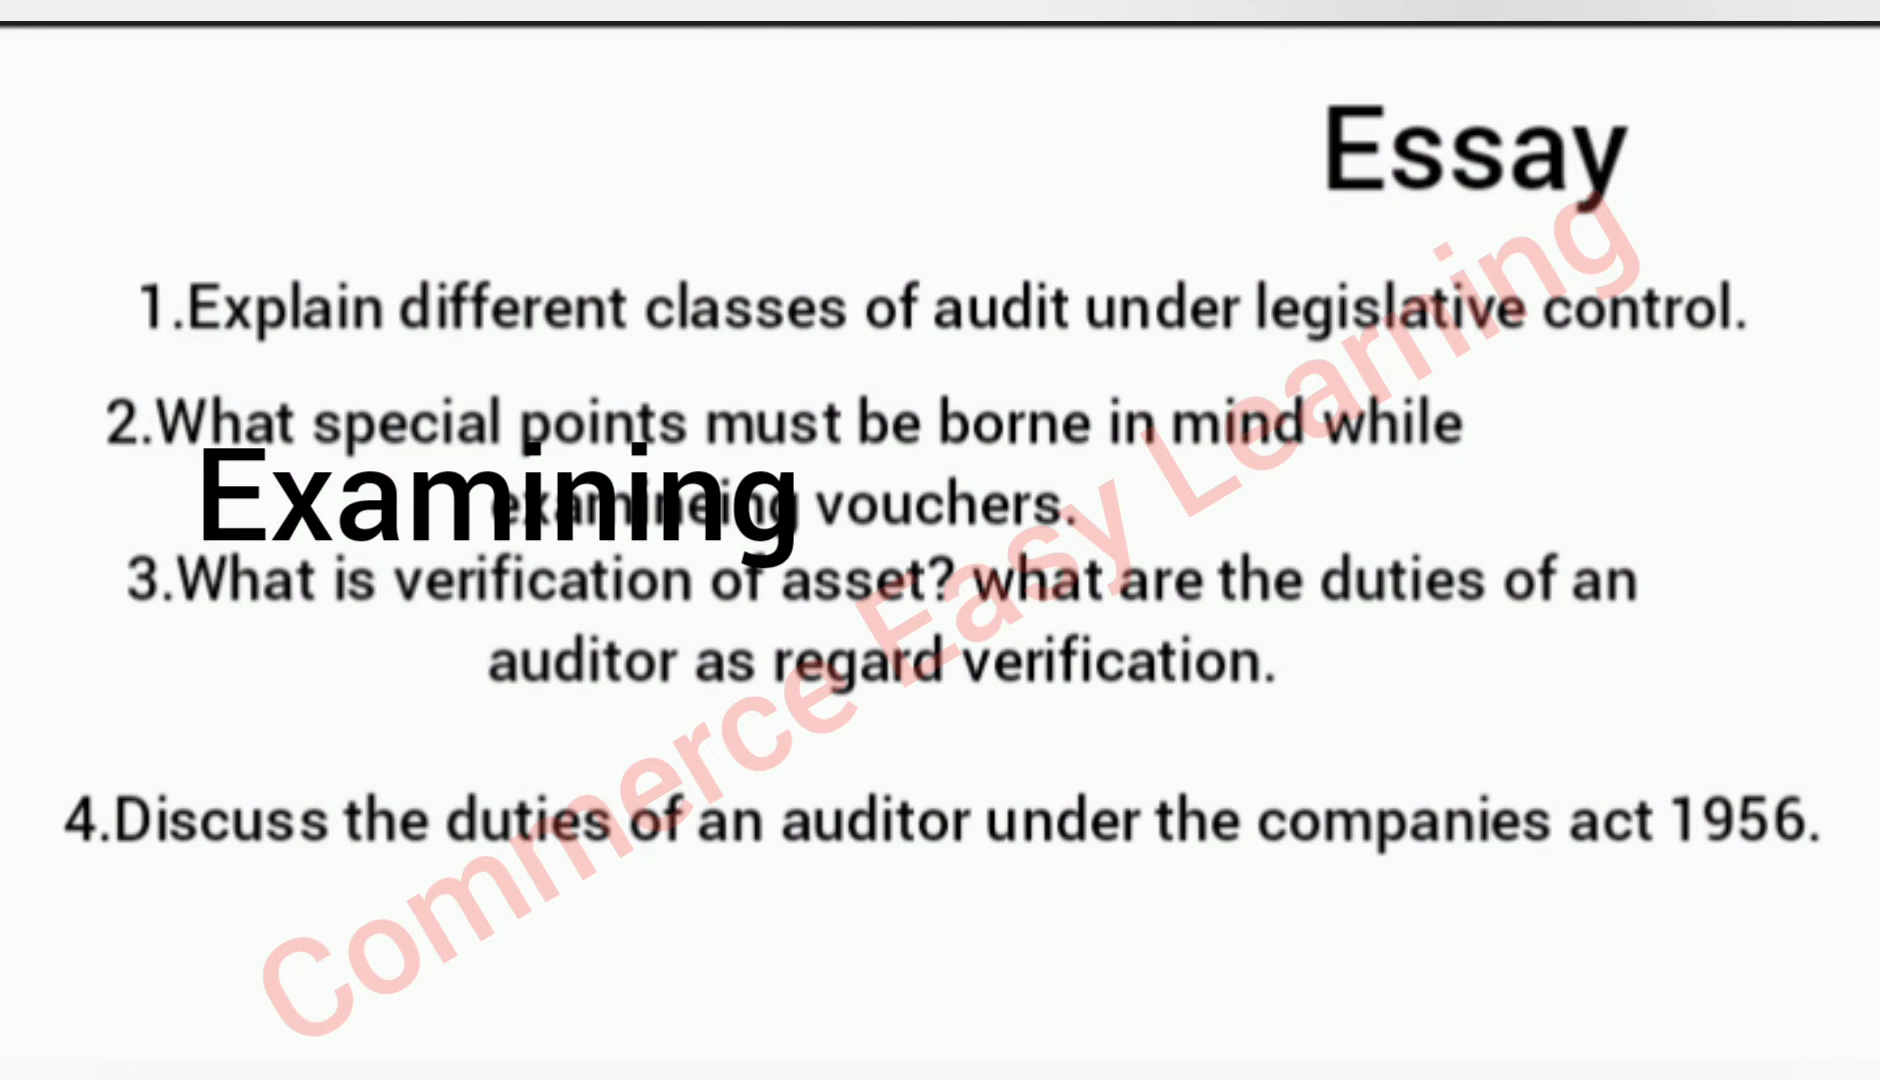 Essay
1.Explain different classes of audit under legislative control.
2.What special points must be borne in mind while
Examining
examineing vouchers.
3.What is verification of asset? what are the duties of an
auditor as regard verification.
4.Discuss the duties of an auditor under the companies act 1956.
Commerce Easy Learning